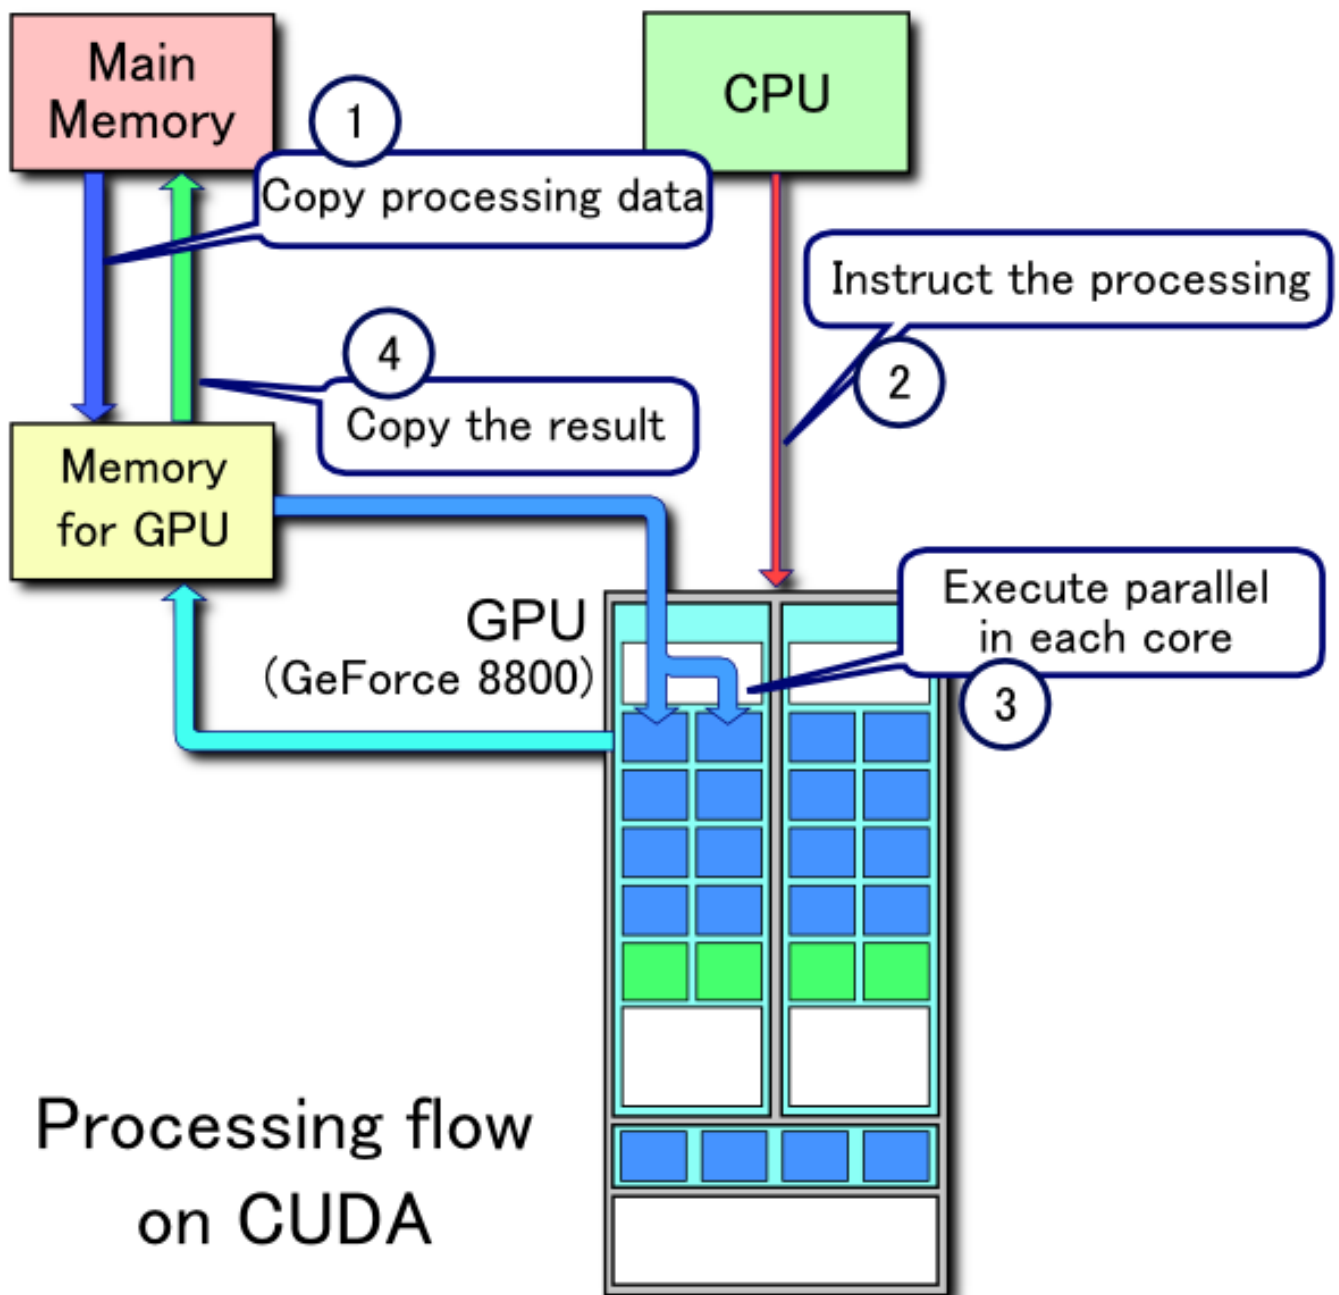 Main
Memory
CPU
1
Copy processing data
Instruct the processing
2
4
Copy the result
Memory
for GPU
GPU
(GeForce 8800)
Execute parallel
in each core
3
Processing flow
on CUDA